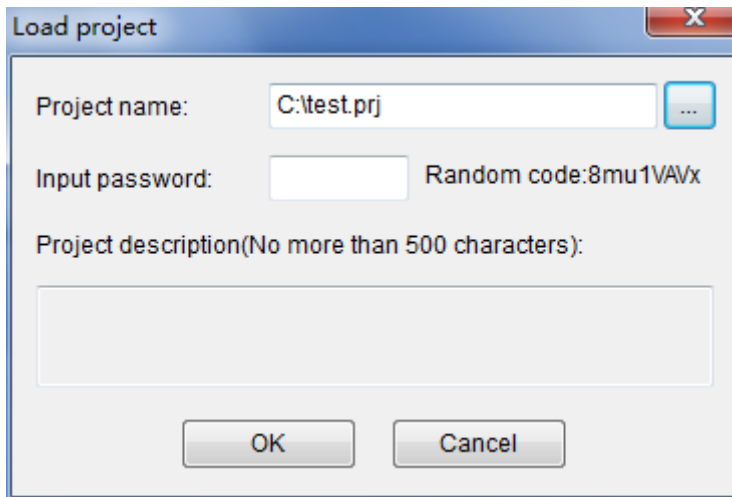 Load project
Project name: C:\test.prj ...
Input password: Random code:8mu1VAVx
Project description(No more than 500 characters):
OK Cancel